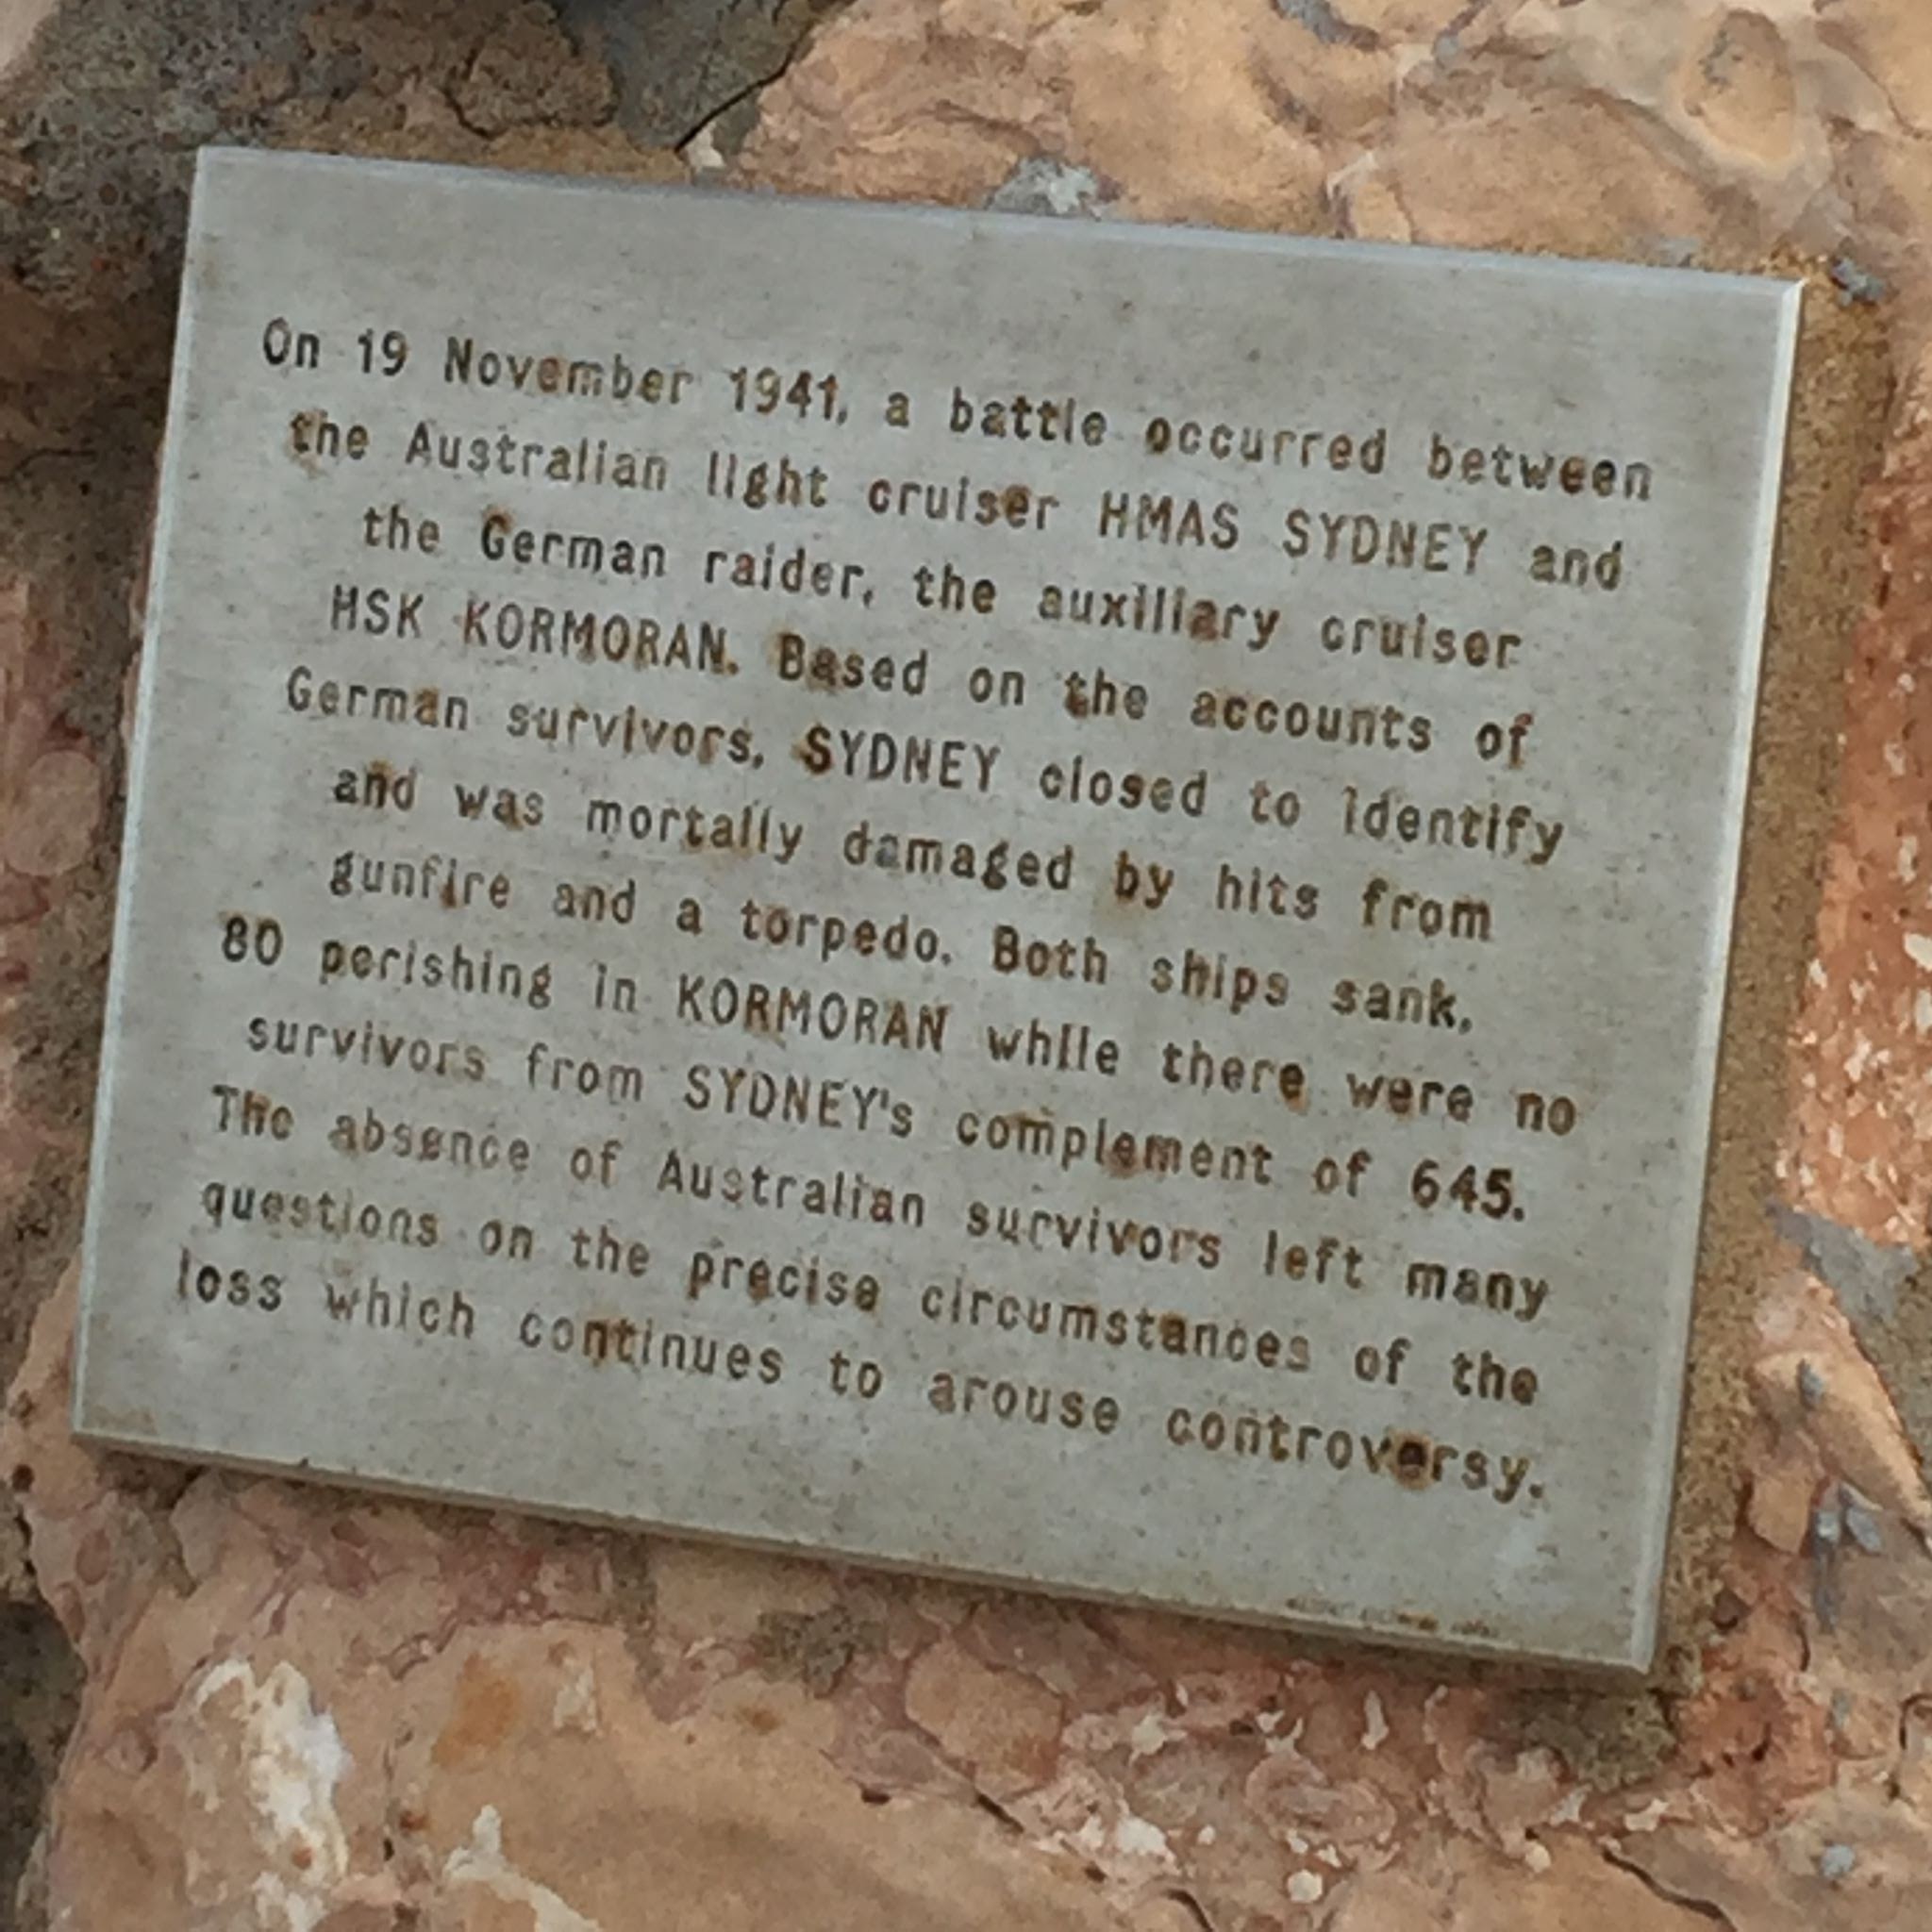 On 19 November 1941, a battle occurred between
the Australian light cruiser HMAS SYDNEY and
the German raider, the auxiliary cruiser
HSK KORMORAN. Based on the accounts of
German survivors, SYDNEY closed to identify
and was mortally damaged by hits from
gunfire and a torpedo. Both ships sank,
80 perishing in KORMORAN while there were no
survivors from SYDNEY's complement of 645.
The absence of Australian survivors left many
questions on the precise circumstances of the
loss which continues to arouse controversy.